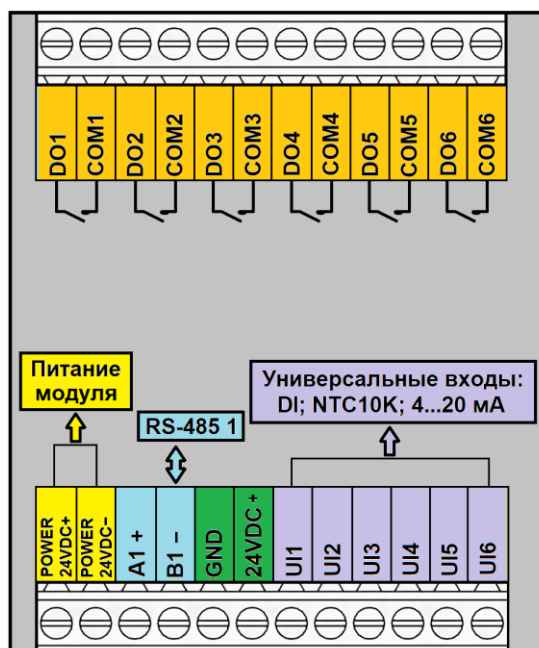 DO1
COM1
DO2
COM2
DO3
COM3
DO4
COM4
DO5
COM5
DO6
COM6
Питание
модуля
Универсальные входы:
DI; NTC10K; 4...20 мА
RS-485 1
POWER
24VDC+
POWER
24VDC−
A1 +
B1 −
GND
24VDC +
UI1
UI2
UI3
UI4
UI5
UI6